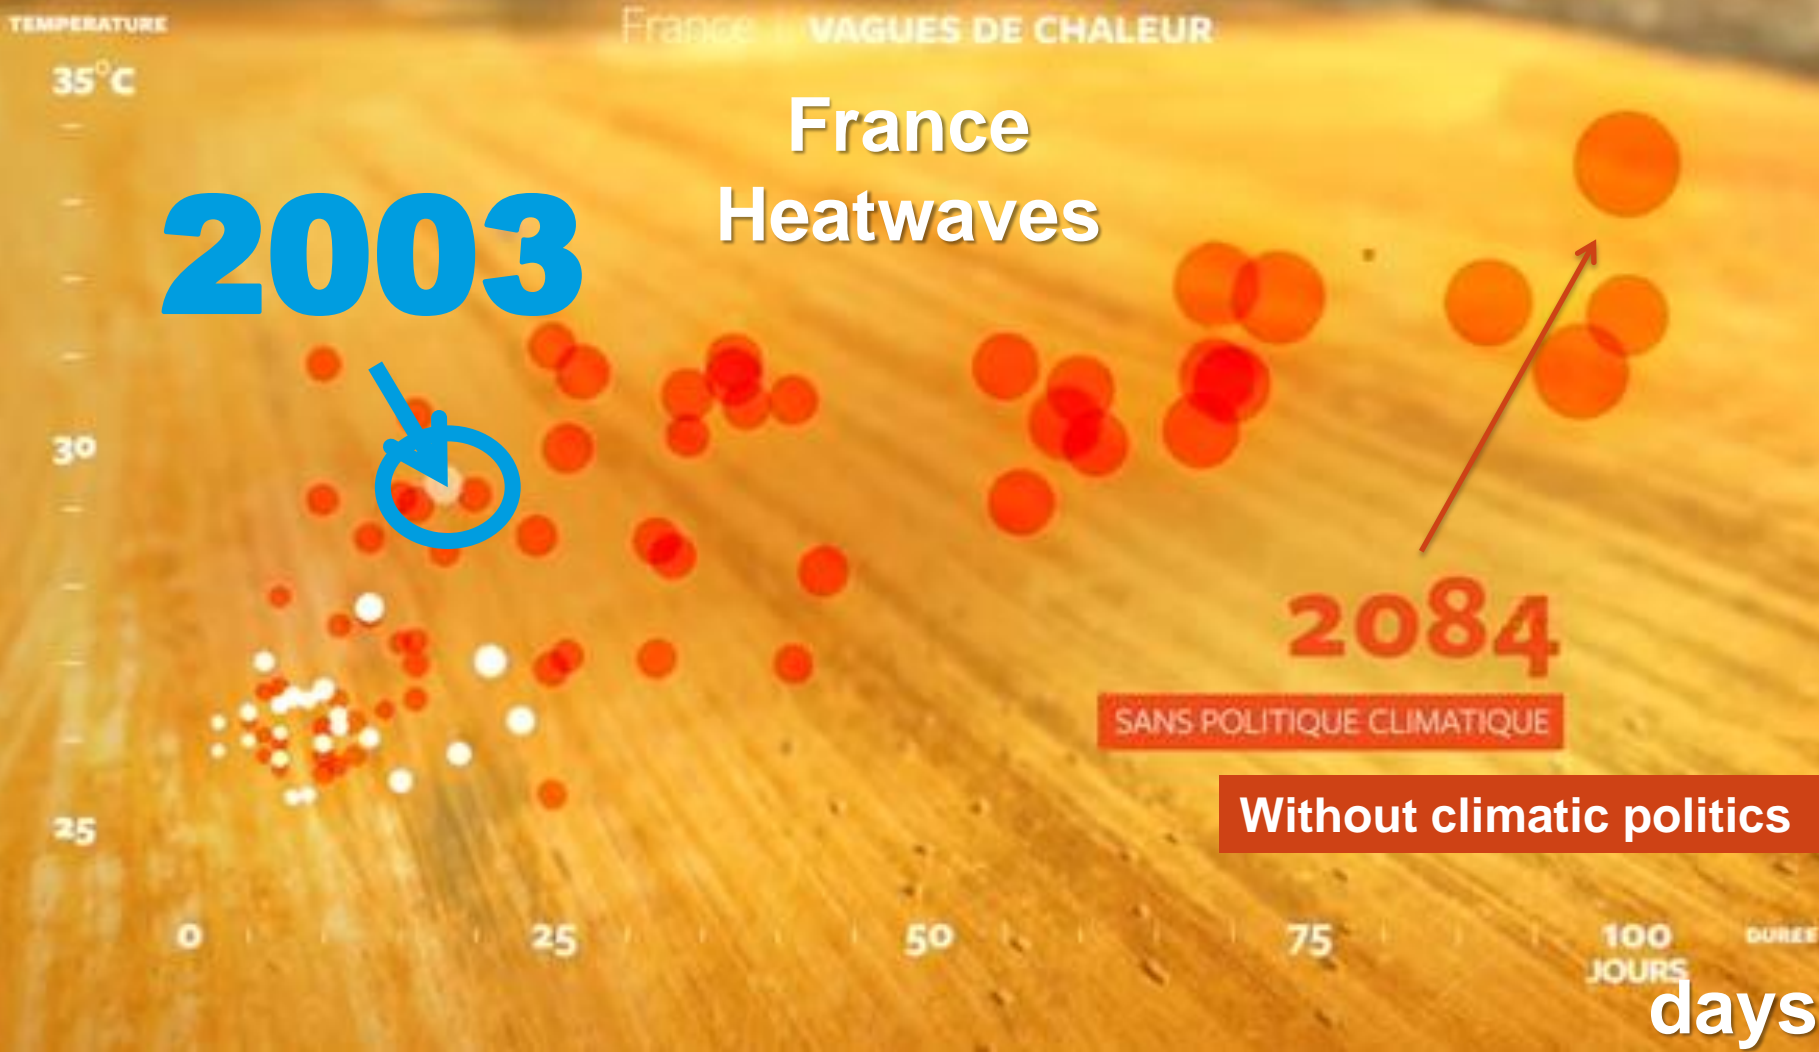 TEMPERATURE
France | VAGUES DE CHALEUR
35°C
France
Heatwaves
2003
30
2084
SANS POLITIQUE CLIMATIQUE
Without climatic politics
25
0 25 50 75 100 DUREE
JOURS
days